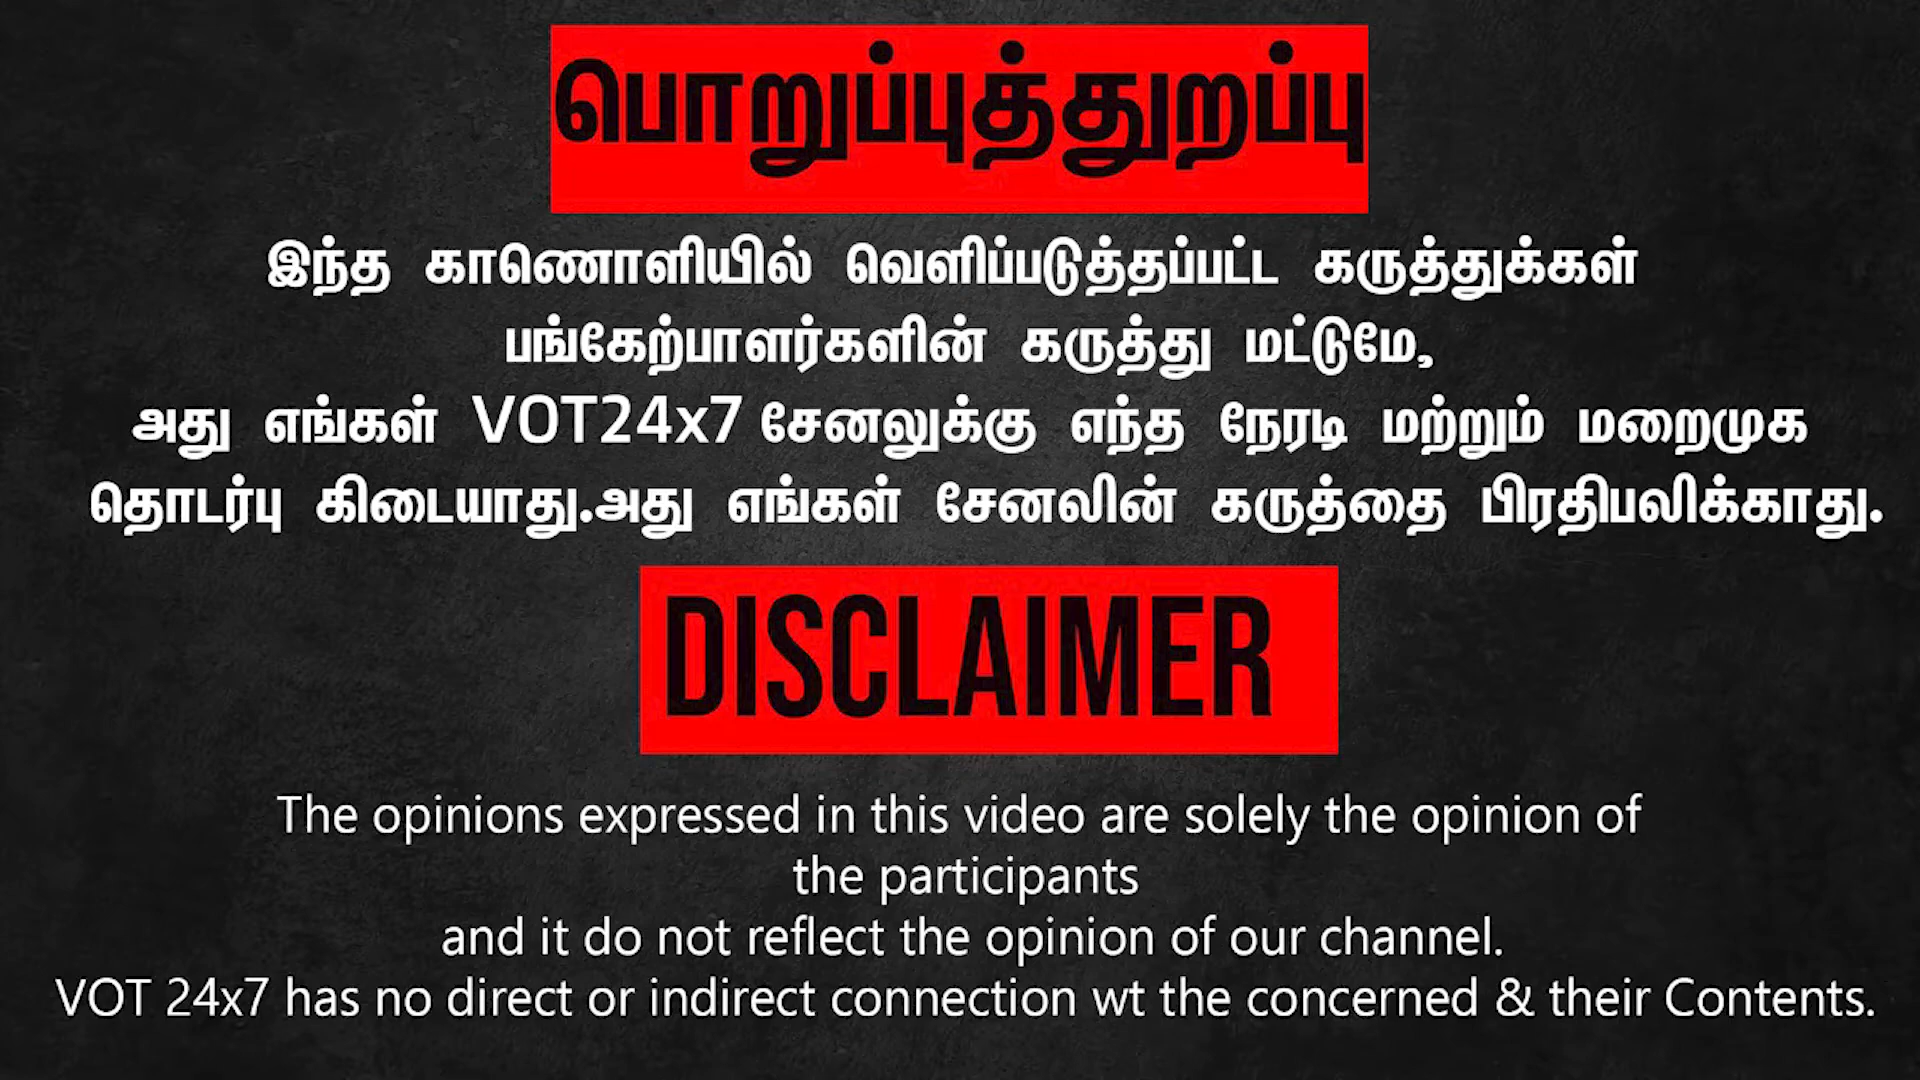 பொறுப்புத்துறப்பு
இந்த காணொளியில் வெளிப்படுத்தப்பட்ட கருத்துக்கள்
பங்கேற்பாளர்களின் கருத்து மட்டுமே,
அது எங்கள் VOT24x7 சேனலுக்கு எந்த நேரடி மற்றும் மறைமுக
தொடர்பு கிடையாது.அது எங்கள் சேனலின் கருத்தை பிரதிபலிக்காது.
DISCLAIMER
The opinions expressed in this video are solely the opinion of
the participants
and it do not reflect the opinion of our channel.
VOT 24x7 has no direct or indirect connection wt the concerned & their Contents.